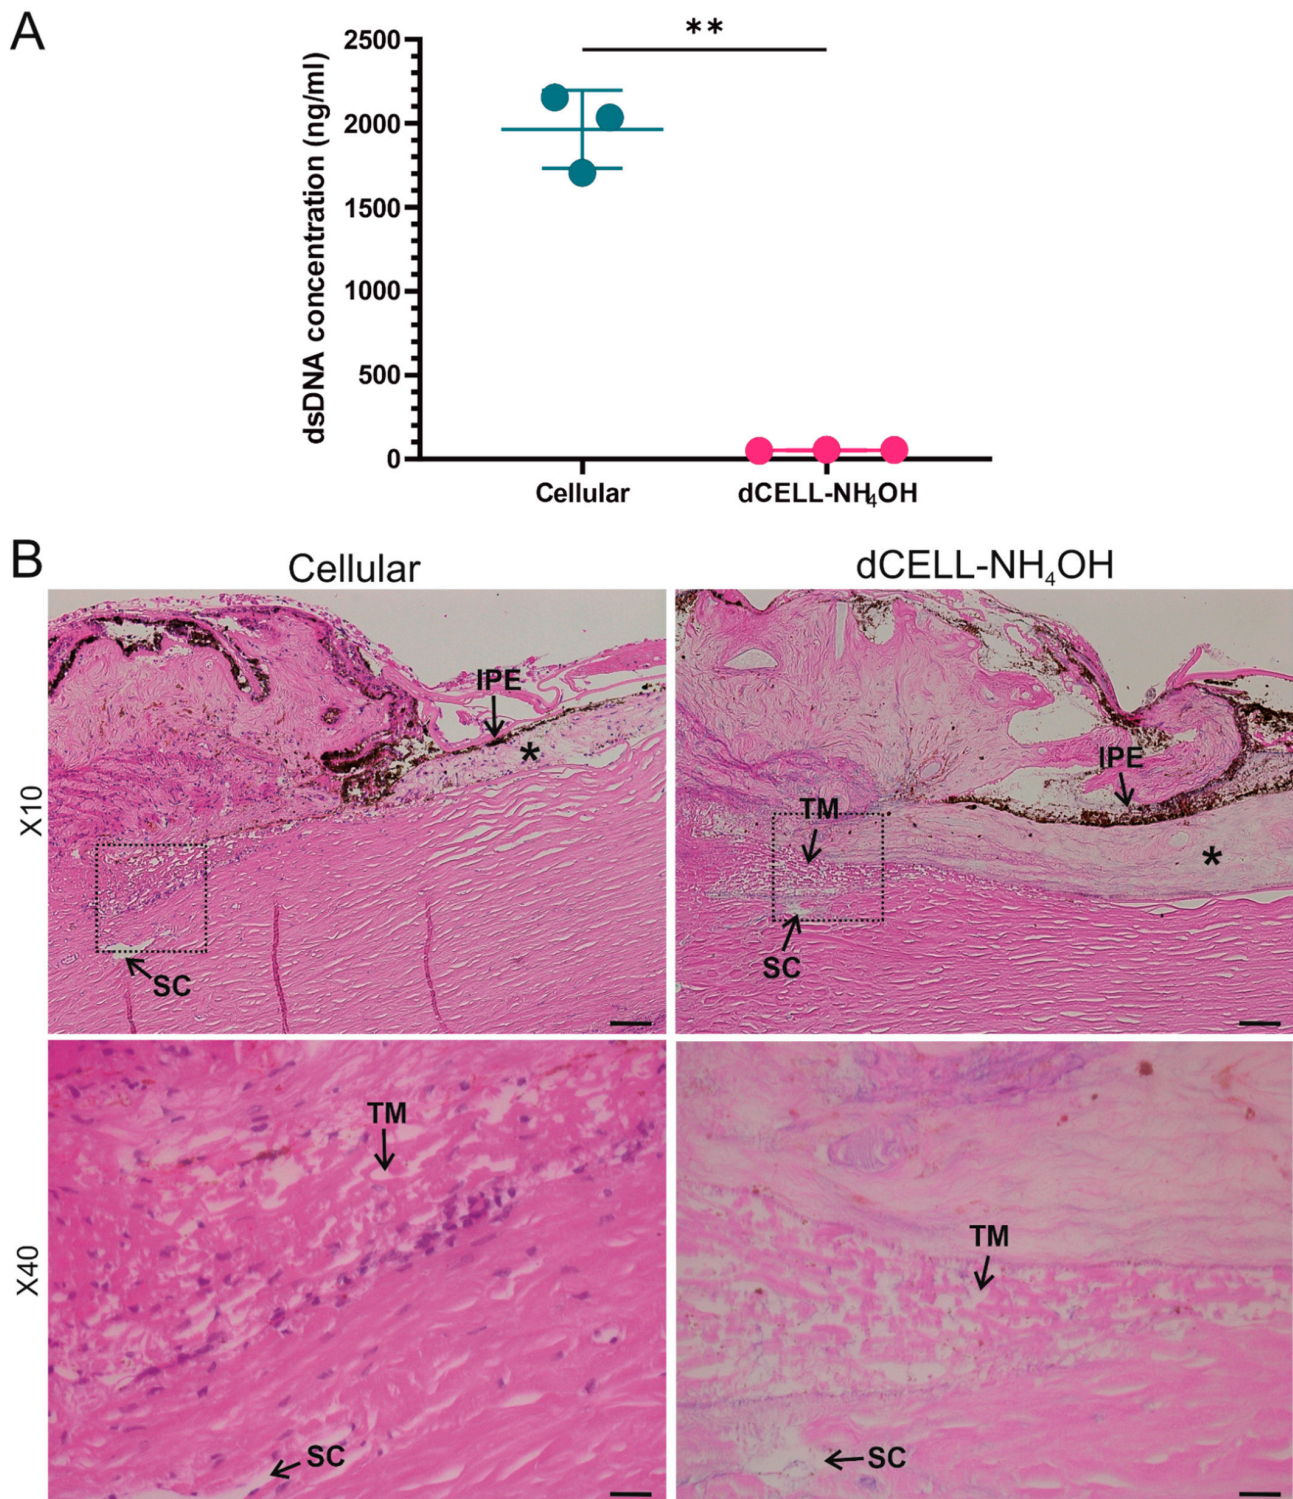 A
**
dsDNA concentration (ng/ml)
2500
2000
1500
1000
500
0
Cellular
dCELL-NH₄OH
B
Cellular
dCELL-NH₄OH
X10
IPE
*
SC
IPE
TM
*
SC
X40
TM
SC
TM
SC